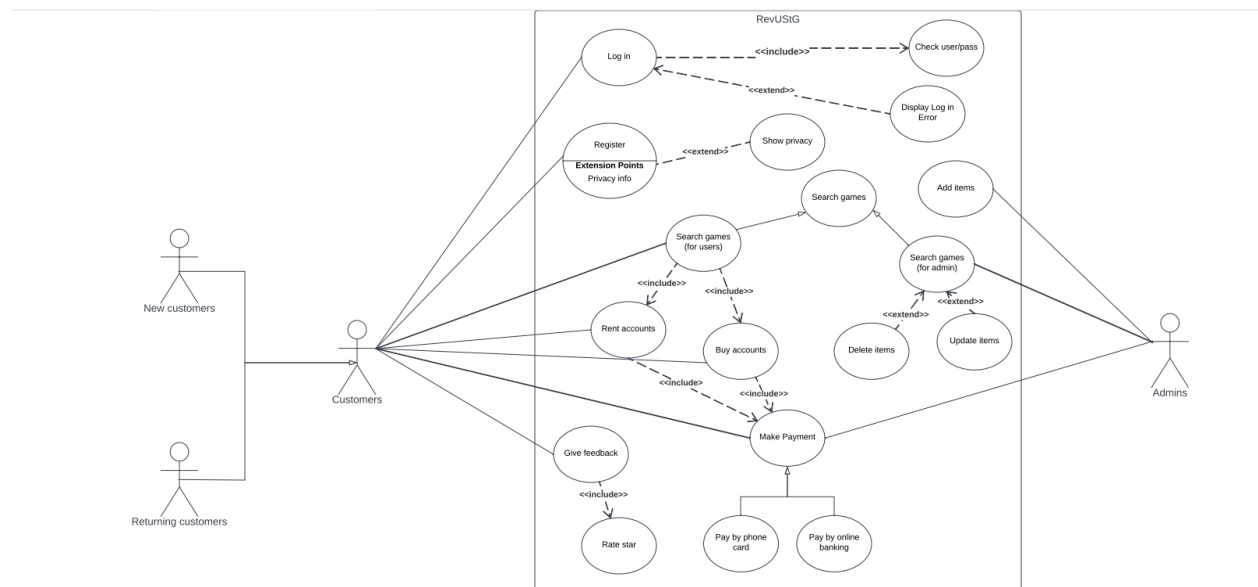 RevUStG
Log in
<<include>>
Check user/pass
<<extend>>
Display Log in
Error
Register
Extension Points
Privacy info
<<extend>>
Show privacy
Search games
Add items
Search games
(for users)
Search games
(for admin)
<<include>>
<<include>>
<<extend>>
<<extend>>
New customers
Rent accounts
Buy accounts
Delete items
Update items
Customers
Admins
<<include>
<<include>>
Make Payment
Give feedback
<<include>>
Returning customers
Rate star
Pay by phone
card
Pay by online
banking